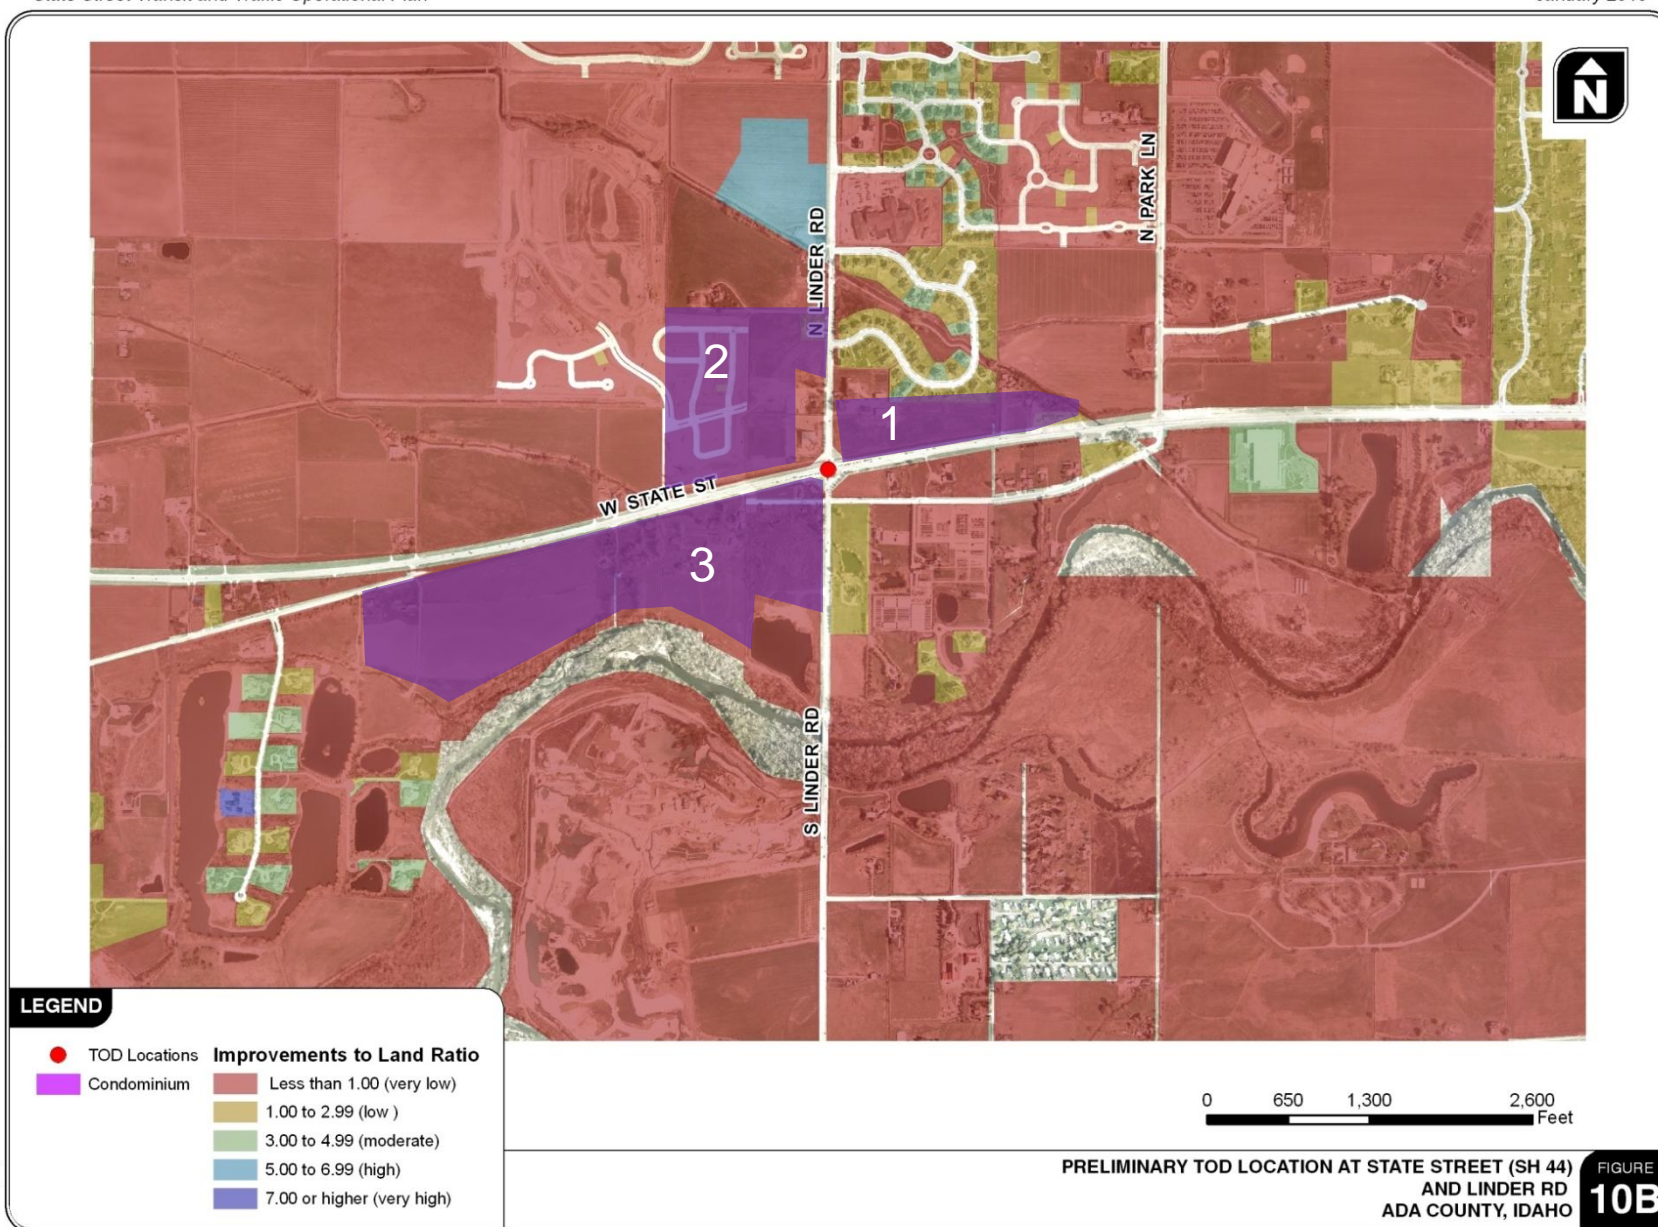 N
N PARK LN
N LINDER RD
2
1
W STATE ST
3
S LINDER RD
LEGEND
TOD Locations
Condominium
Improvements to Land Ratio
Less than 1.00 (very low)
1.00 to 2.99 (low )
3.00 to 4.99 (moderate)
5.00 to 6.99 (high)
7.00 or higher (very high)
0 650 1,300 2,600
Feet
PRELIMINARY TOD LOCATION AT STATE STREET (SH 44)
AND LINDER RD
ADA COUNTY, IDAHO
FIGURE
10B